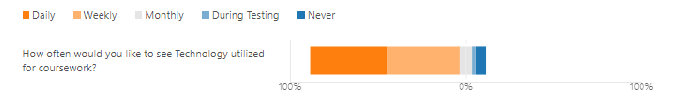 Daily Weekly Monthly During Testing Never
How often would you like to see Technology utilized
for coursework?
100% 0% 100%